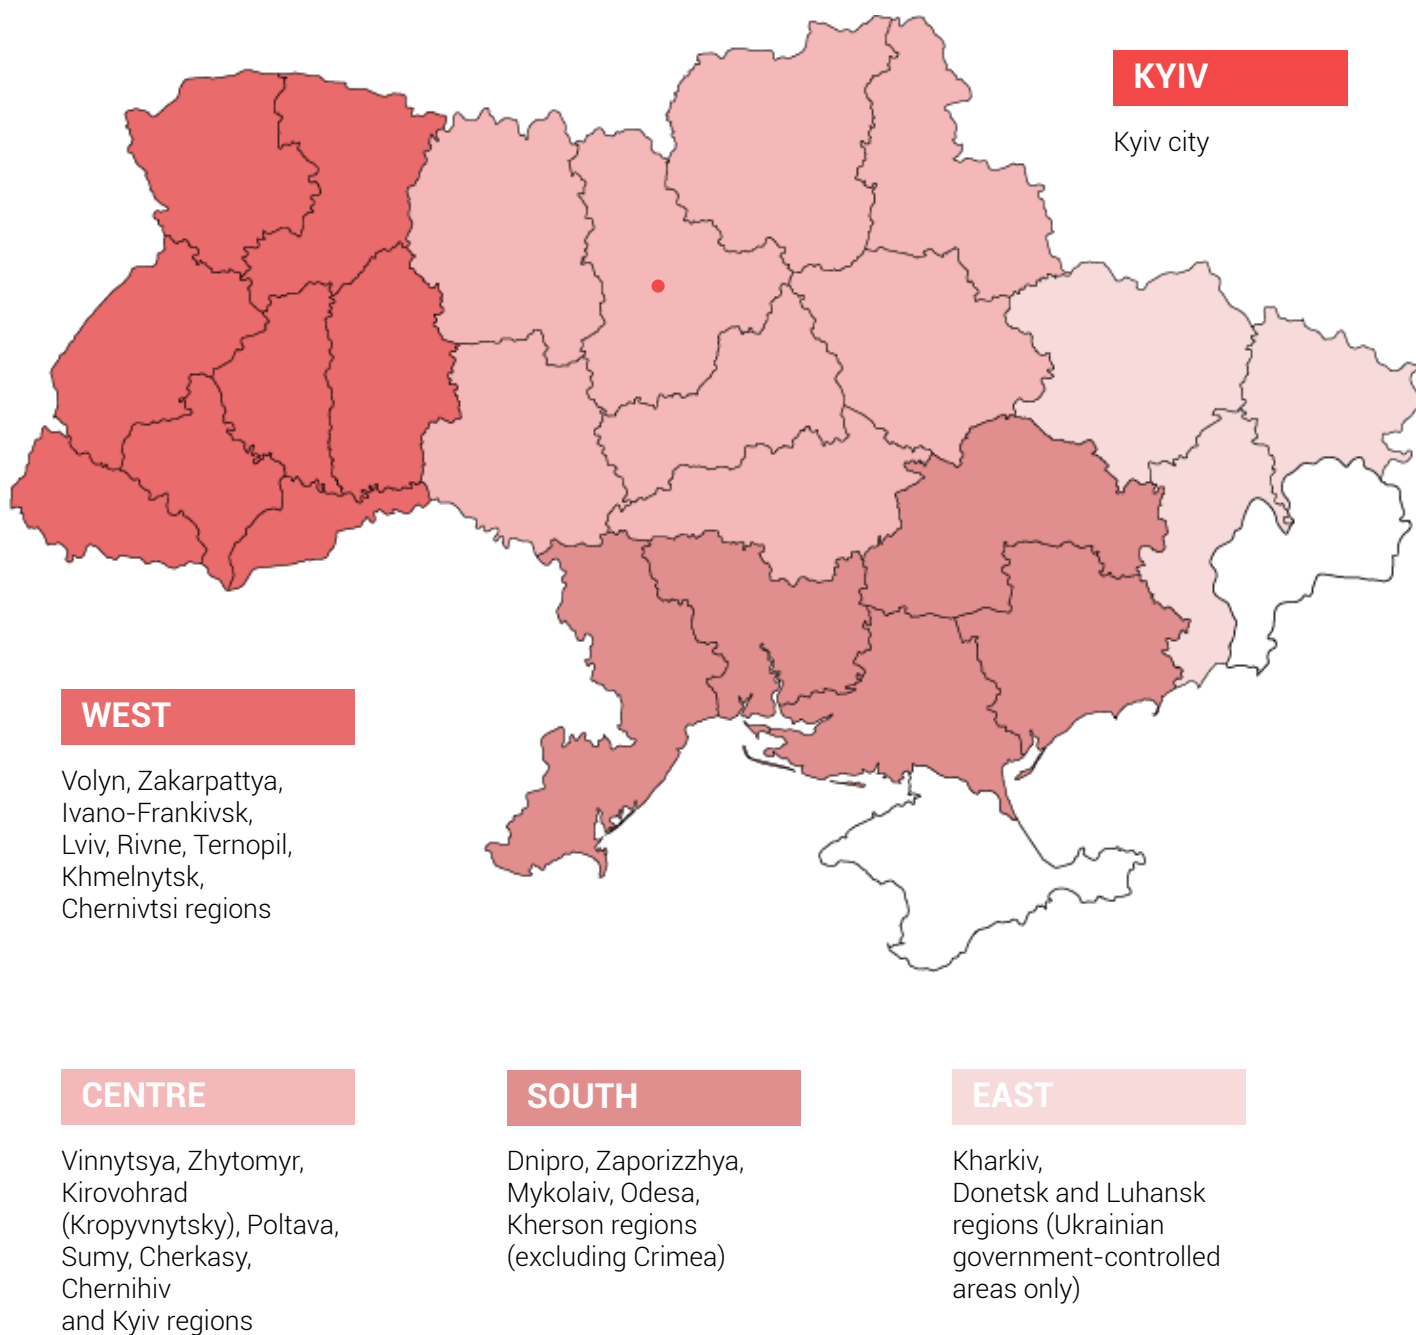 KYIV
Kyiv city
WEST
Volyn, Zakarpattya,
Ivano-Frankivsk,
Lviv, Rivne, Ternopil,
Khmelnytsk,
Chernivtsi regions
CENTRE
Vinnytsya, Zhytomyr,
Kirovohrad
(Kropyvnytsky), Poltava,
Sumy, Cherkasy,
Chernihiv
and Kyiv regions
SOUTH
Dnipro, Zaporizzhya,
Mykolaiv, Odesa,
Kherson regions
(excluding Crimea)
EAST
Kharkiv,
Donetsk and Luhansk
regions (Ukrainian
government-controlled
areas only)